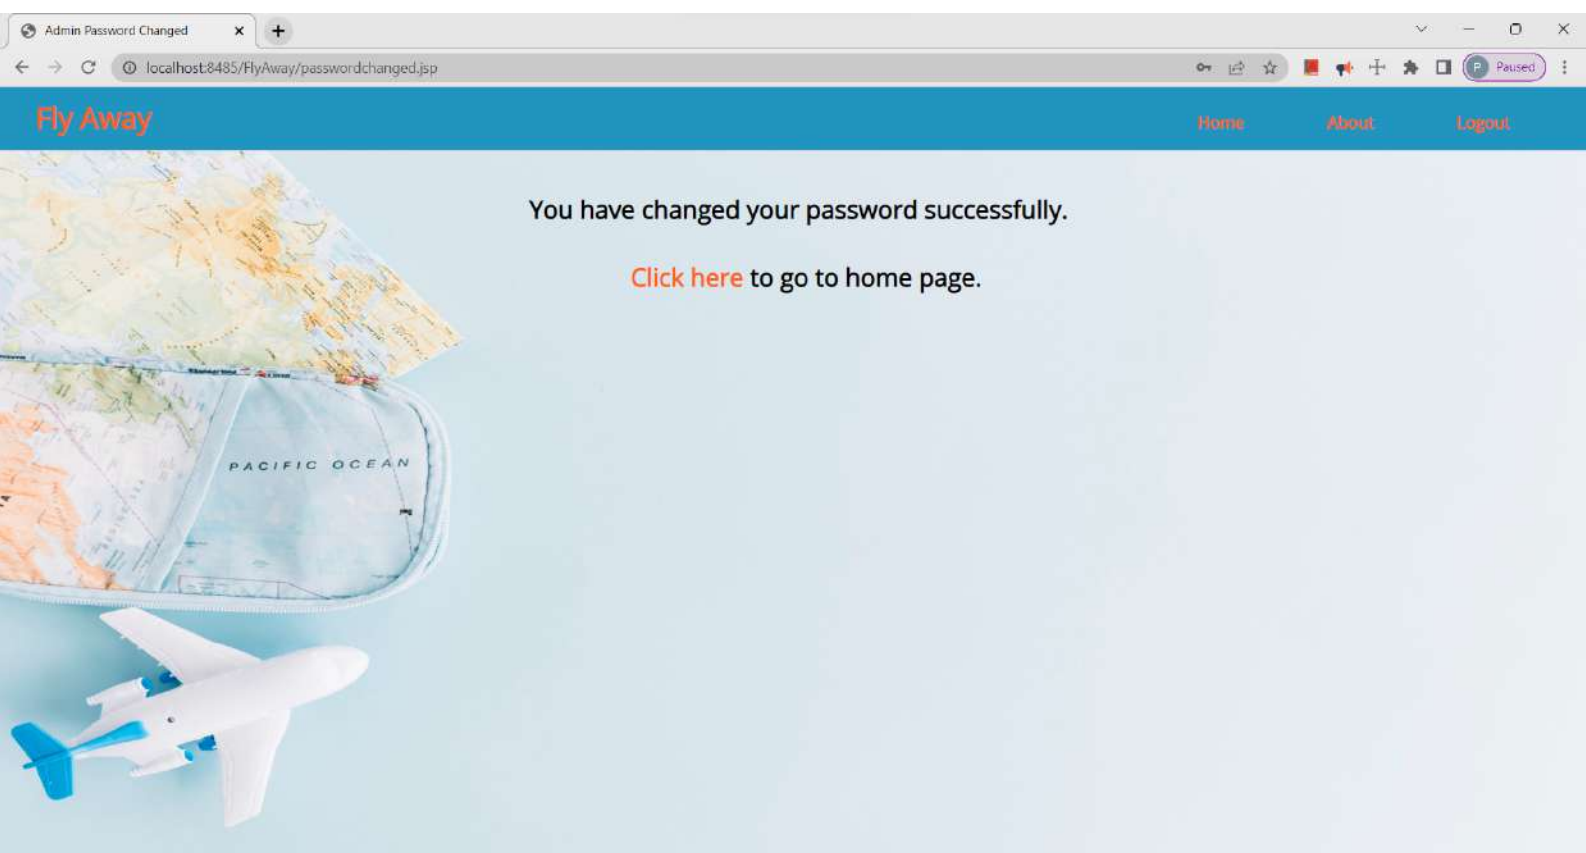 Admin Password Changed
localhost:8485/FlyAway/passwordchanged.jsp
P Paused
Fly Away
Home About Logout
You have changed your password successfully.
Click here to go to home page.
PACIFIC OCEAN